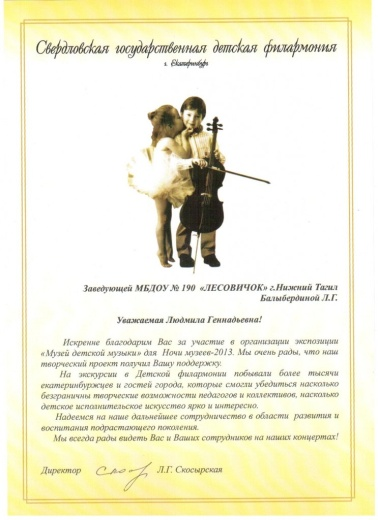 Свердловская государственная детская филармония
г. Екатеринбург
Заведующей МБДОУ № 190 «ЛЕСОВИЧОК» г.Нижний Тагил
Балыбердиной Л.Г.
Уважаемая Людмила Геннадьевна!
Искренне благодарим Вас за участие в организации экспозиции
«Музей детской музыки» для Ночи музеев-2013. Мы очень рады, что наш
творческий проект получил Вашу поддержку.
На экскурсии в Детской филармонии побывали более тысячи
екатеринбуржцев и гостей города, которые смогли убедиться насколько
безграничны творческие возможности педагогов и коллективов, насколько
детское исполнительское искусство ярко и интересно.
Надеемся на наше дальнейшее сотрудничество в области развития и
воспитания подрастающего поколения.
Мы всегда рады видеть Вас и Ваших сотрудников на наших концертах!
Директор Л.Г. Скосырская